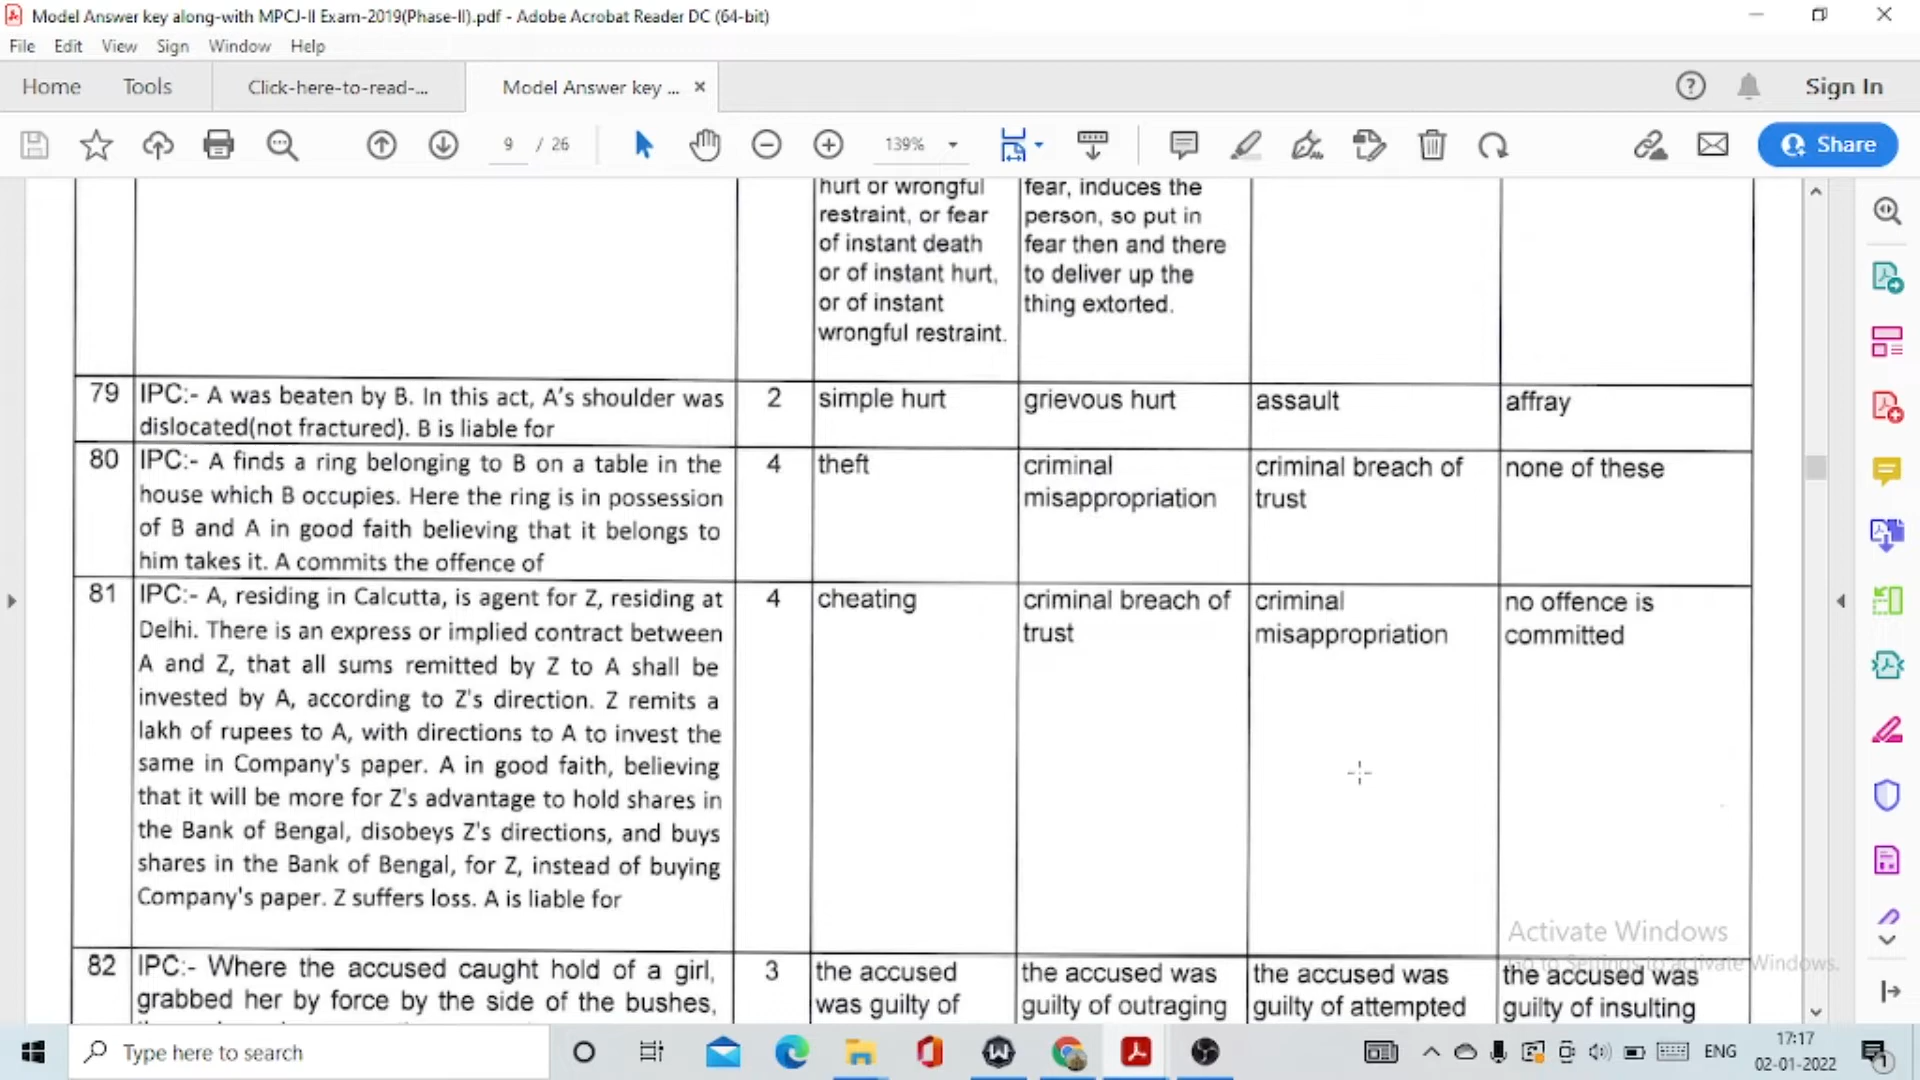 Model Answer key along-with MPCJ-II Exam-2019(Phase-II).pdf - Adobe Acrobat Reader DC (64-bit)
File Edit View Sign Window Help
Home Tools Click-here-to-read-... Model Answer key ... × Sign In
9 / 26 139% Share
hurt or wrongful
restraint, or fear
of instant death
or of instant hurt,
or of instant
wrongful restraint.
fear, induces the
person, so put in
fear then and there
to deliver up the
thing extorted.
79
IPC:- A was beaten by B. In this act, A's shoulder was
dislocated(not fractured). B is liable for
2
simple hurt
grievous hurt
assault
affray
80
IPC:- A finds a ring belonging to B on a table in the
house which B occupies. Here the ring is in possession
of B and A in good faith believing that it belongs to
him takes it. A commits the offence of
4
theft
criminal
misappropriation
criminal breach of
trust
none of these
81
IPC:- A, residing in Calcutta, is agent for Z, residing at
Delhi. There is an express or implied contract between
A and Z, that all sums remitted by Z to A shall be
invested by A, according to Z's direction. Z remits a
lakh of rupees to A, with directions to A to invest the
same in Company's paper. A in good faith, believing
that it will be more for Z's advantage to hold shares in
the Bank of Bengal, disobeys Z's directions, and buys
shares in the Bank of Bengal, for Z, instead of buying
Company's paper. Z suffers loss. A is liable for
4
cheating
criminal breach of
trust
criminal
misappropriation
no offence is
committed
82
IPC:- Where the accused caught hold of a girl,
grabbed her by force by the side of the bushes,
3
the accused
was guilty of
the accused was
guilty of outraging
the accused was
guilty of attempted
the accused was
guilty of insulting
Activate Windows
Go to Settings to activate Windows.
Type here to search
ENG
17:17
02-01-2022
1